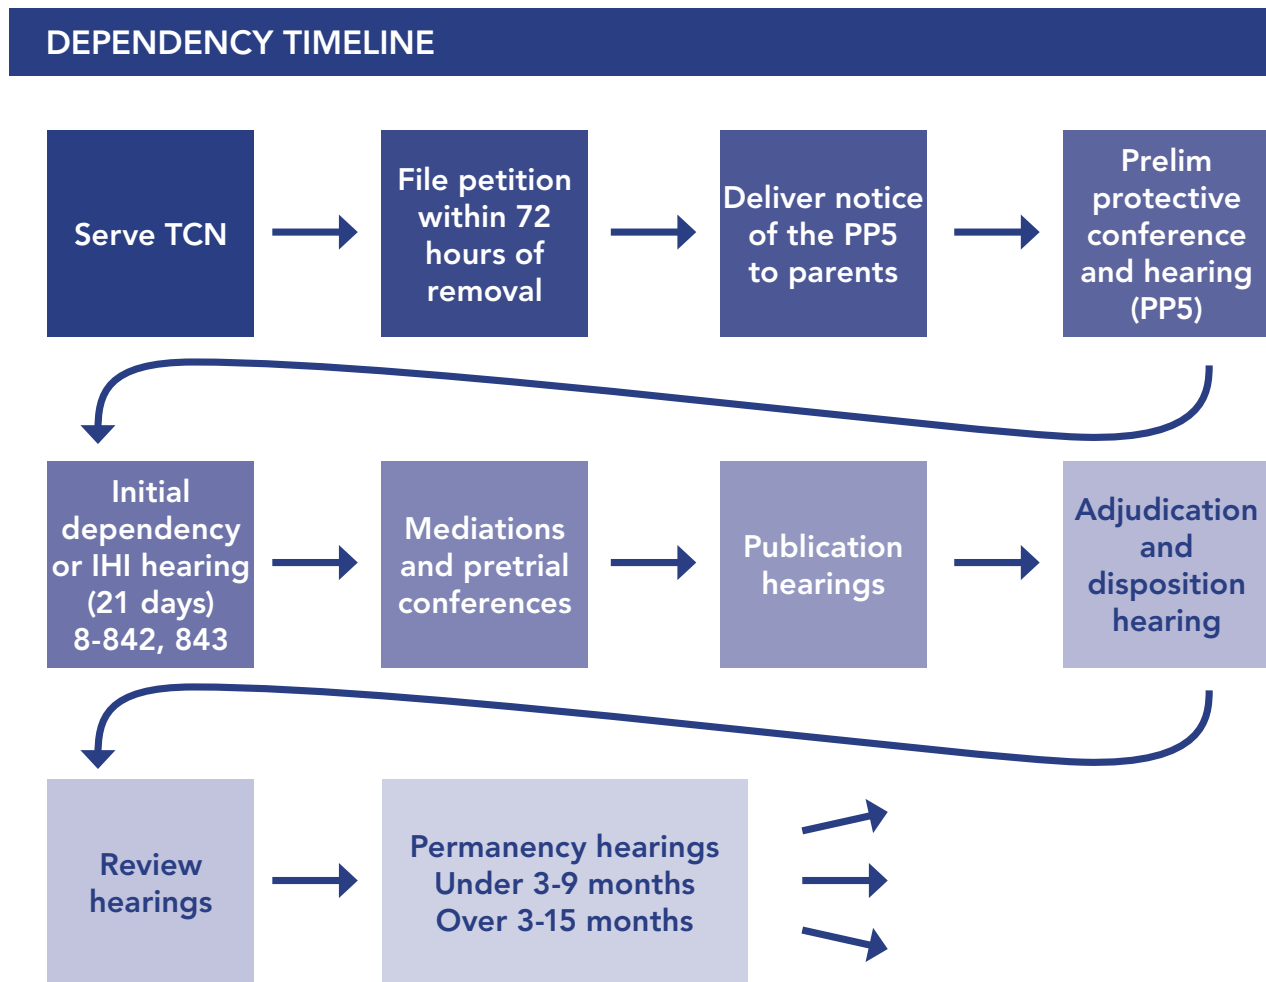 DEPENDENCY TIMELINE
Serve TCN
File petition
within 72
hours of
removal
Deliver notice
of the PP5
to parents
Prelim
protective
conference
and hearing
(PP5)
Initial
dependency
or IHI hearing
(21 days)
8-842, 843
Mediations
and pretrial
conferences
Publication
hearings
Adjudication
and
disposition
hearing
Review
hearings
Permanency hearings
Under 3-9 months
Over 3-15 months